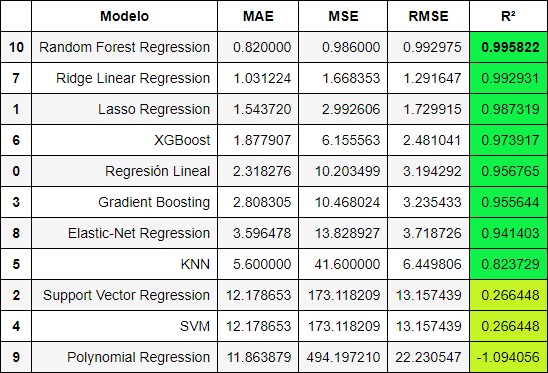 Modelo MAE MSE RMSE R²
10 Random Forest Regression 0.820000 0.986000 0.992975 0.995822
7 Ridge Linear Regression 1.031224 1.668353 1.291647 0.992931
1 Lasso Regression 1.543720 2.992606 1.729915 0.987319
6 XGBoost 1.877907 6.155563 2.481041 0.973917
0 Regresión Lineal 2.318276 10.203499 3.194292 0.956765
3 Gradient Boosting 2.808305 10.468024 3.235433 0.955644
8 Elastic-Net Regression 3.596478 13.828927 3.718726 0.941403
5 KNN 5.600000 41.600000 6.449806 0.823729
2 Support Vector Regression 12.178653 173.118209 13.157439 0.266448
4 SVM 12.178653 173.118209 13.157439 0.266448
9 Polynomial Regression 11.863879 494.197210 22.230547 -1.094056